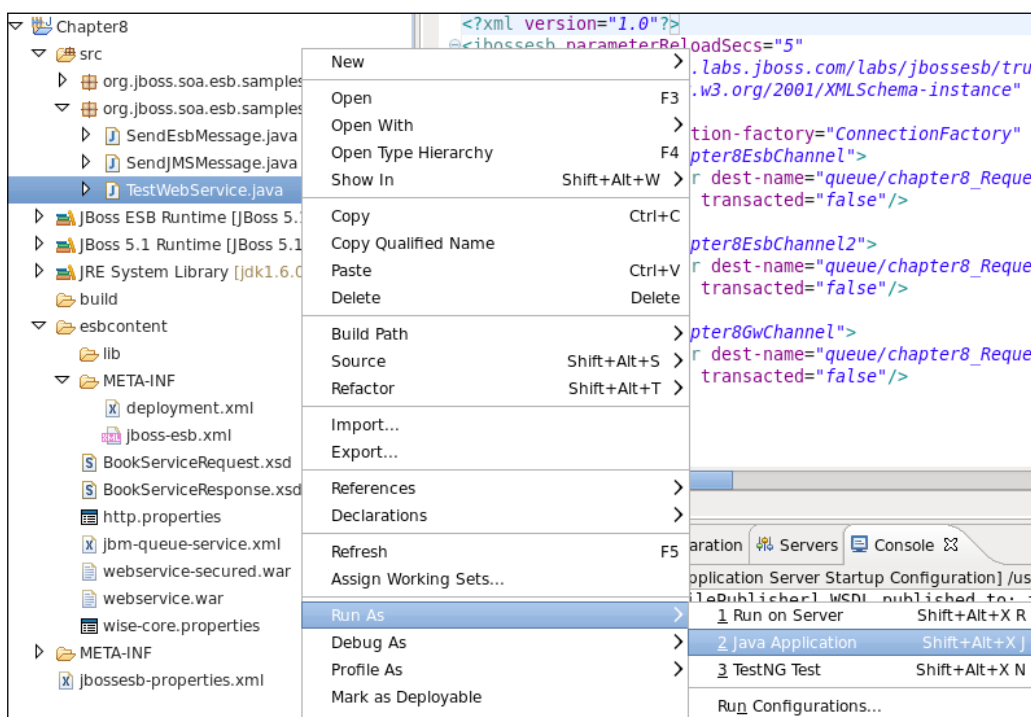 Chapter8
src
org.jboss.soa.esb.samples
org.jboss.soa.esb.samples
SendEsbMessage.java
SendJMSMessage.java
TestWebService.java
JBoss ESB Runtime [JBoss 5.
JBoss 5.1 Runtime [JBoss 5.1
JRE System Library [jdk1.6.0
build
esbcontent
lib
META-INF
deployment.xml
jboss-esb.xml
BookServiceRequest.xsd
BookServiceResponse.xsd
http.properties
jbm-queue-service.xml
webservice-secured.war
webservice.war
wise-core.properties
META-INF
jbossesb-properties.xml
New
Open F3
Open With
Open Type Hierarchy F4
Show In Shift+Alt+W
Copy Ctrl+C
Copy Qualified Name
Paste Ctrl+V
Delete Delete
Build Path
Source Shift+Alt+S
Refactor Shift+Alt+T
Import...
Export...
References
Declarations
Refresh F5
Assign Working Sets...
Run As
Debug As
Profile As
Mark as Deployable
<?xml version="1.0"?>
<jbossesb parameterReloadSecs="5"
.labs.jboss.com/labs/jbossesb/tru
.w3.org/2001/XMLSchema-instance"
tion-factory="ConnectionFactory"
pter8EsbChannel">
r dest-name="queue/chapter8_Reque
transacted="false"/>
pter8EsbChannel2">
r dest-name="queue/chapter8_Reque
transacted="false"/>
pter8GwChannel">
r dest-name="queue/chapter8_Reque
transacted="false"/>
aration Servers Console
pplication Server Startup Configuration] /us
ilePublisher] WSDL published to:
1 Run on Server Shift+Alt+X R
2 Java Application Shift+Alt+X J
3 TestNG Test Shift+Alt+X N
Run Configurations...